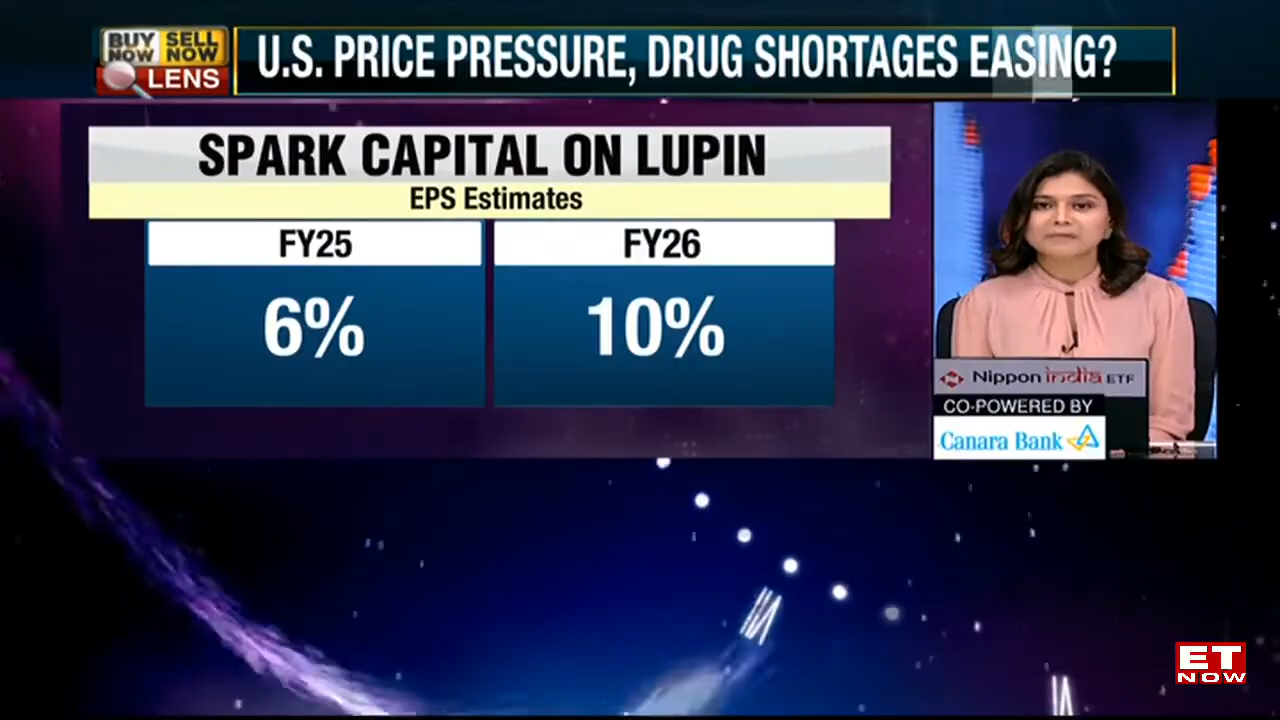 BUY NOW SELL NOW
LENS
U.S. PRICE PRESSURE, DRUG SHORTAGES EASING?
SPARK CAPITAL ON LUPIN
EPS Estimates
FY25
FY26
6%
10%
Nippon india ETF
CO-POWERED BY
Canara Bank
ET
NOW